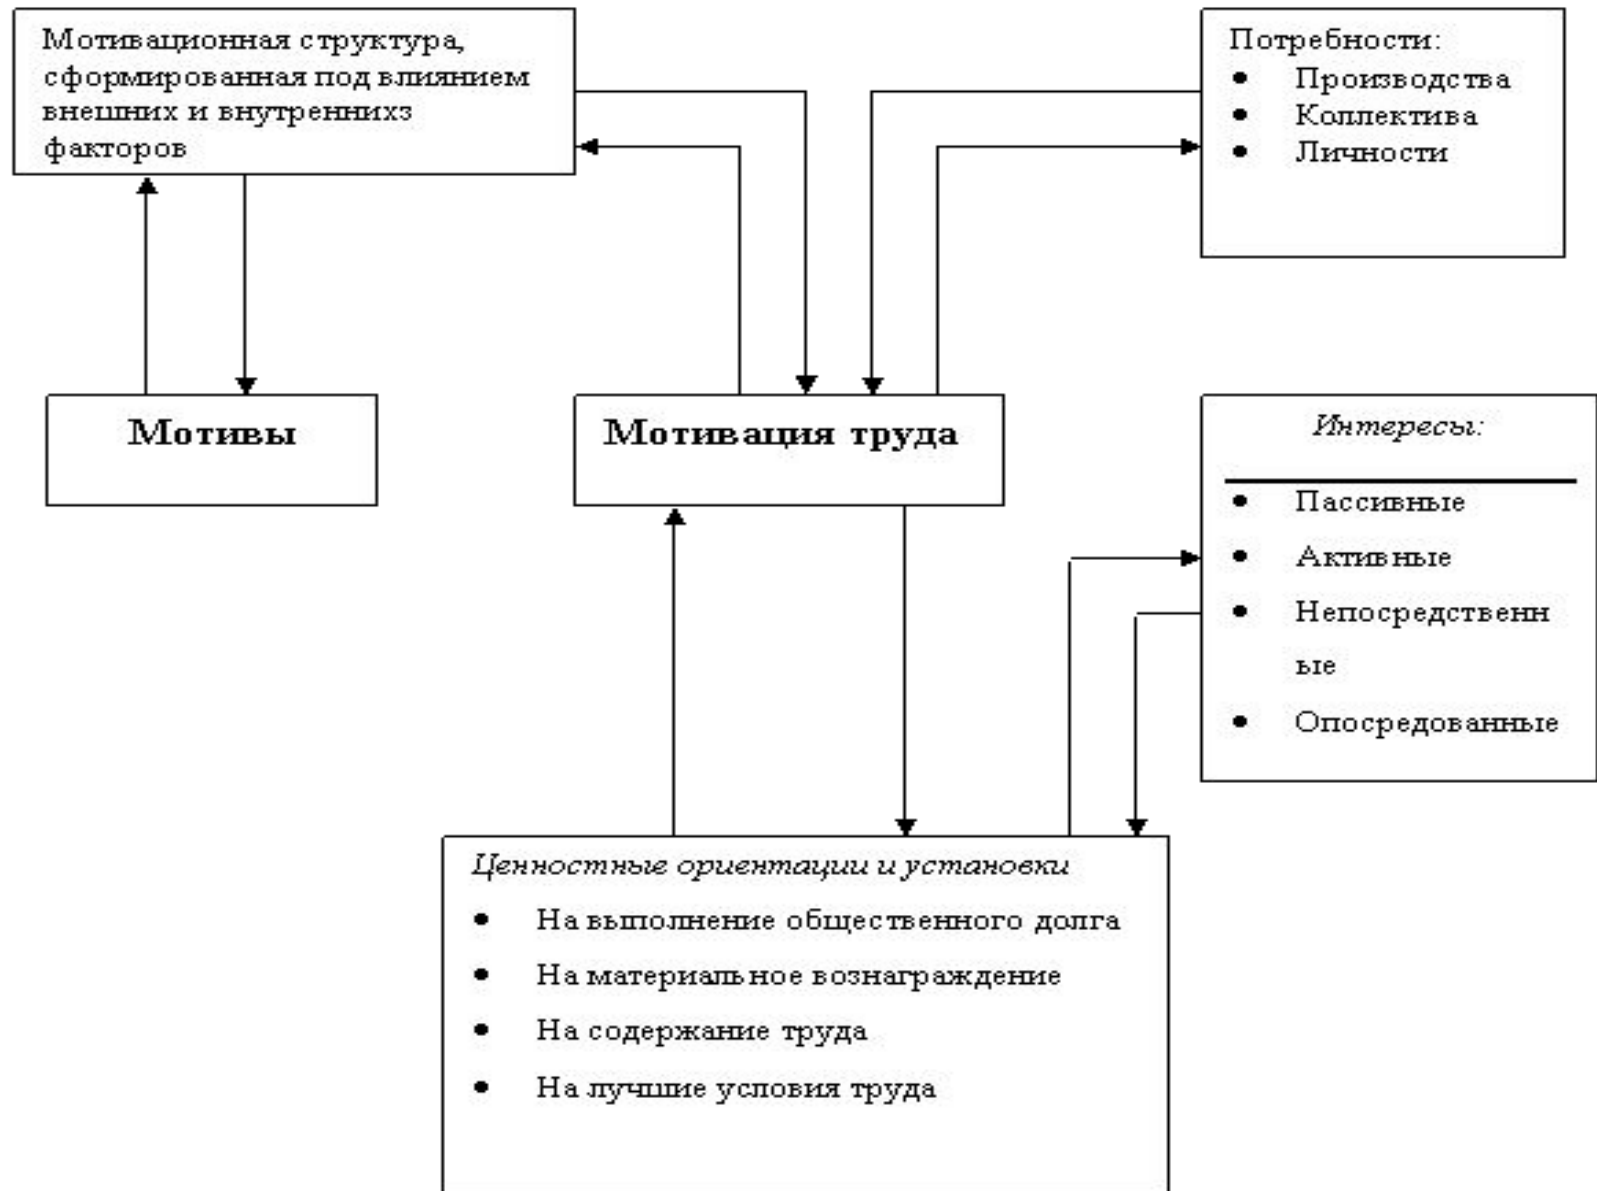 Мотивационная структура,
сформированная под влиянием
внешних и внутреннихз
факторов
Потребности:
• Производства
• Коллектива
• Личности
Мотивы
Мотивация труда
Интересы:
• Пассивные
• Активные
• Непосредственн
ые
• Опосредованные
Ценностные ориентации и установки
• На выполнение общественного долга
• На материальное вознаграждение
• На содержание труда
• На лучшие условия труда